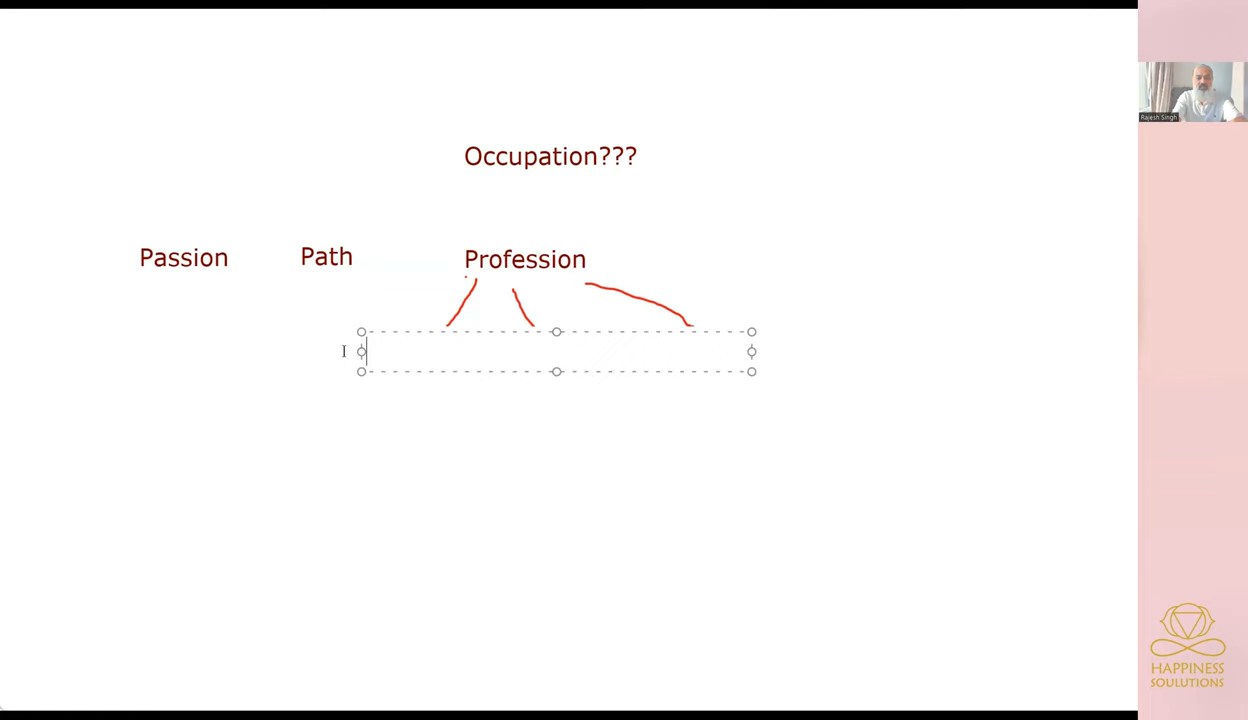 Occupation???
Passion Path Profession
Rajesh Singh
HAPPINESS
SOULUTIONS